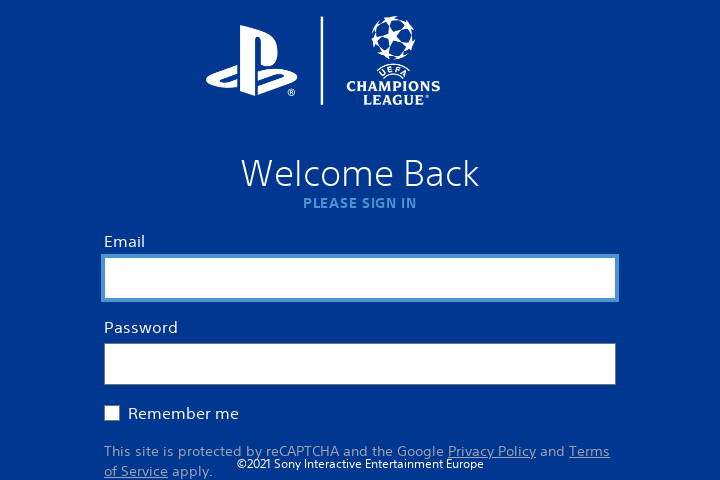 ®
UEFA
CHAMPIONS
LEAGUE®
Welcome Back
PLEASE SIGN IN
Email
Password
Remember me
This site is protected by reCAPTCHA and the Google Privacy Policy and Terms
of Service apply.
©2021 Sony Interactive Entertainment Europe